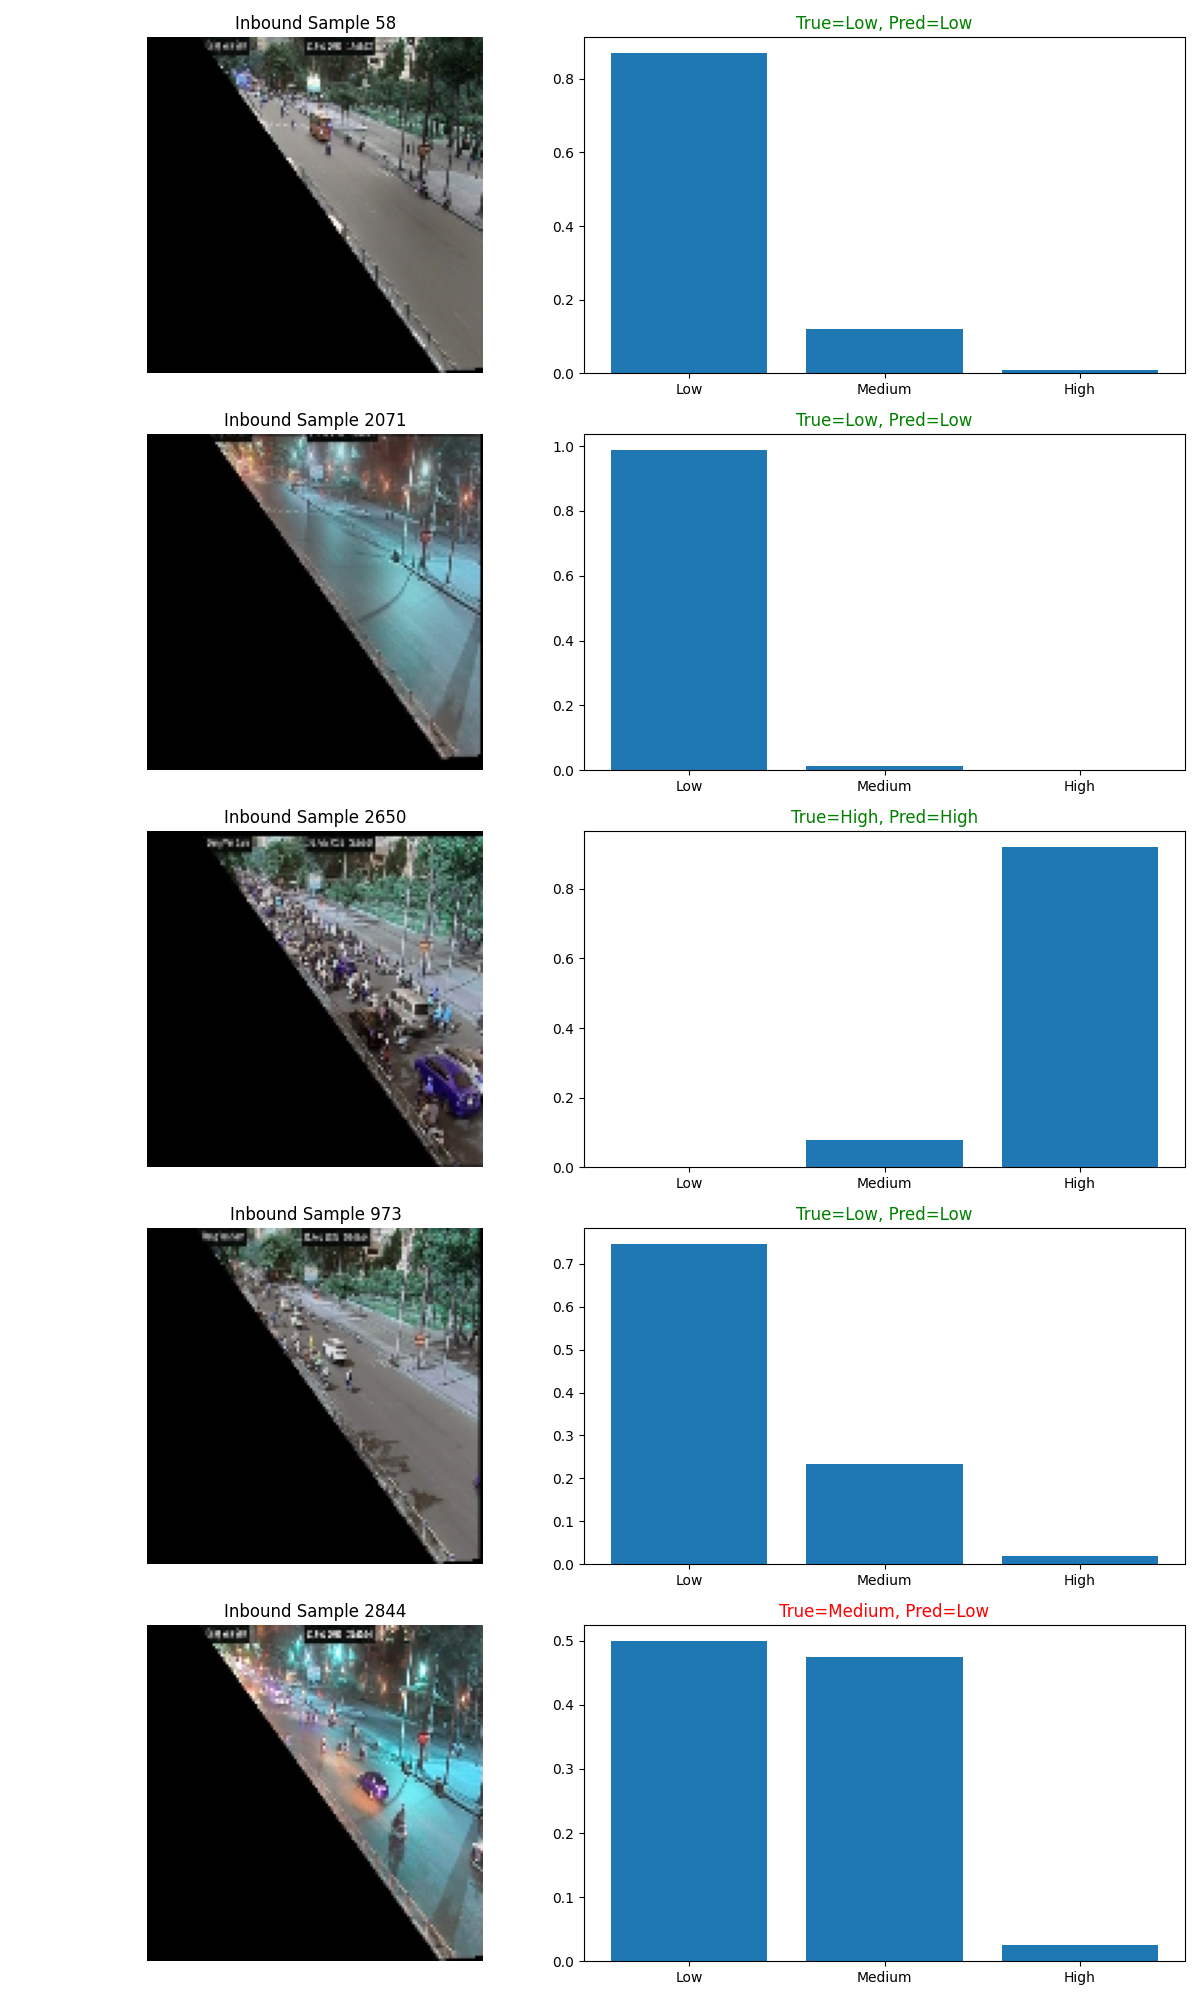 Inbound Sample 58
True=Low, Pred=Low
0.8
0.6
0.4
0.2
0.0
Low Medium High
Inbound Sample 2071
True=Low, Pred=Low
1.0
0.8
0.6
0.4
0.2
0.0
Low Medium High
Inbound Sample 2650
True=High, Pred=High
0.8
0.6
0.4
0.2
0.0
Low Medium High
Inbound Sample 973
True=Low, Pred=Low
0.7
0.6
0.5
0.4
0.3
0.2
0.1
0.0
Low Medium High
Inbound Sample 2844
True=Medium, Pred=Low
0.5
0.4
0.3
0.2
0.1
0.0
Low Medium High